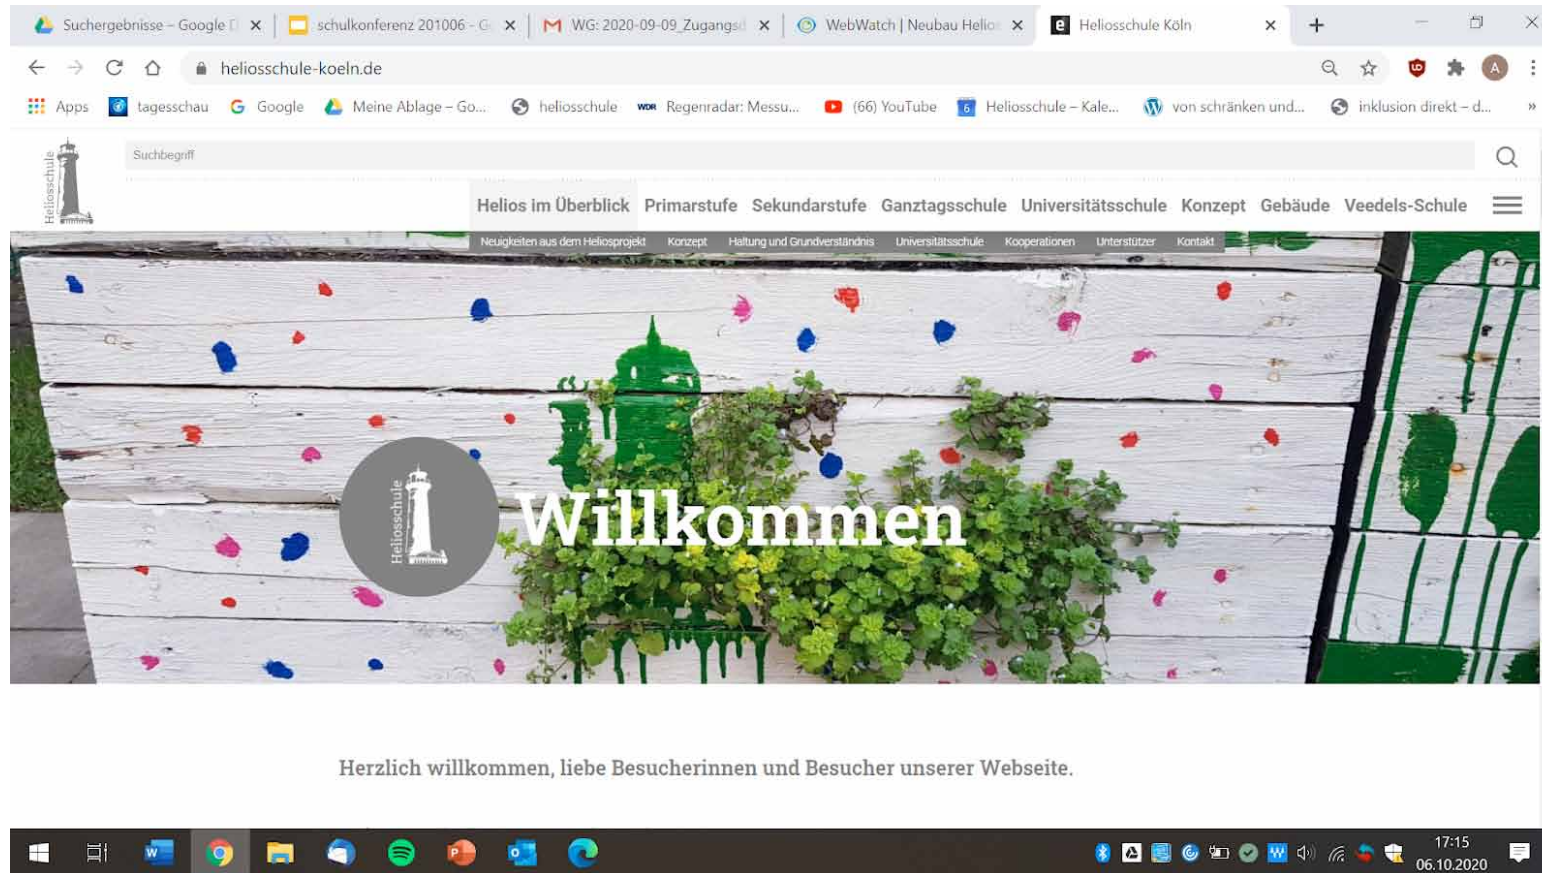 Suchergebnisse – Google D
schulkonferenz 201006 - G
WG: 2020-09-09_Zugangsd
WebWatch | Neubau Helios
Heliosschule Köln
heliosschule-koeln.de
A
Apps
tagesschau
Google
Meine Ablage – Go...
heliosschule
WDR Regenradar: Messu...
(66) YouTube
6 Heliosschule – Kale...
von schränken und...
inklusion direkt – d...
Heliosschule
Suchbegriff
Helios im Überblick Primarstufe Sekundarstufe Ganztagsschule Universitätsschule Konzept Gebäude Veedels-Schule
Neuigkeiten aus dem Heliosprojekt Konzept Haltung und Grundverständnis Universitätsschule Kooperationen Unterstützer Kontakt
Heliosschule
Willkommen
Herzlich willkommen, liebe Besucherinnen und Besucher unserer Webseite.
17:15
06.10.2020